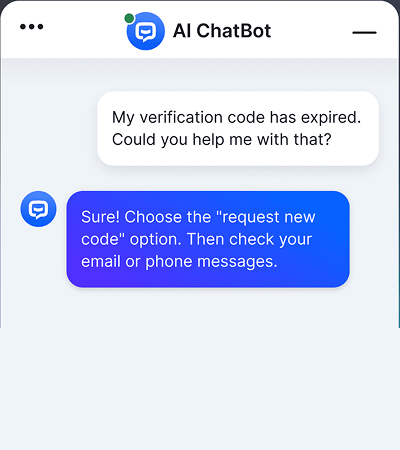 AI ChatBot
My verification code has expired.
Could you help me with that?
Sure! Choose the "request new
code" option. Then check your
email or phone messages.